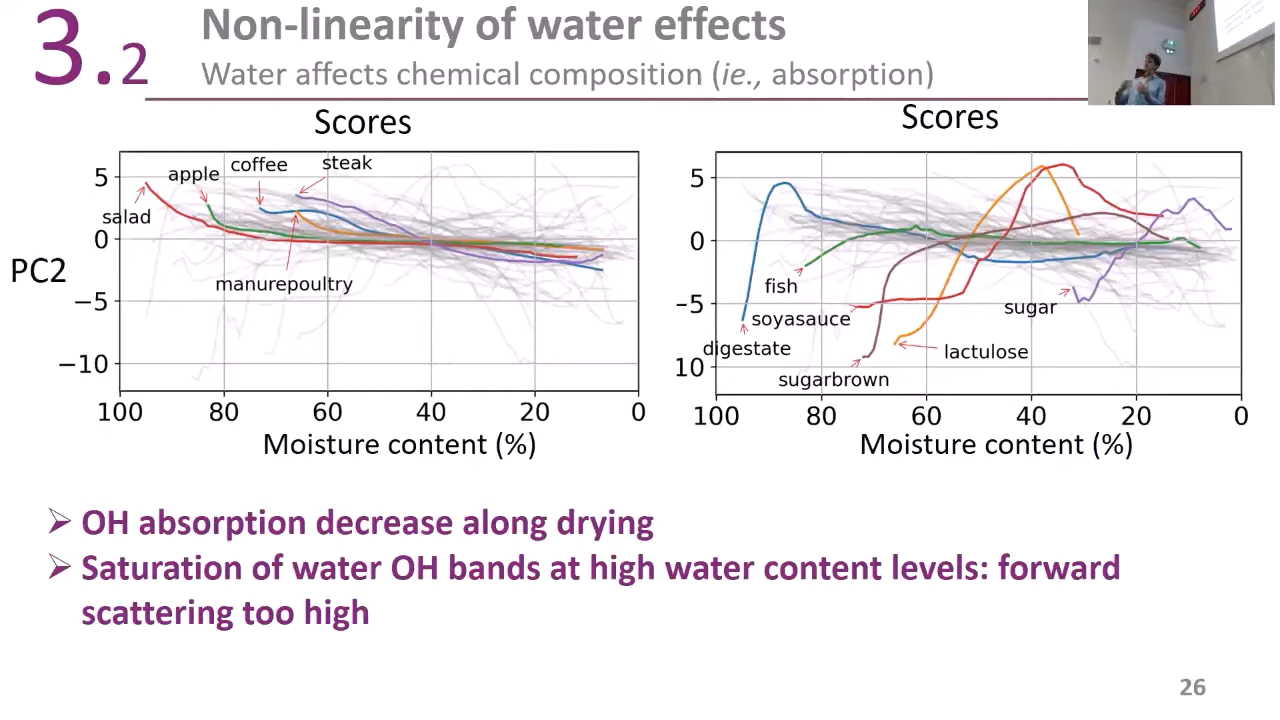 3.2
Non-linearity of water effects
Water affects chemical composition (ie., absorption)
Scores
PC2
5
0
−5
−10
salad
apple
coffee
steak
manurepoultry
100 80 60 40 20 0
Moisture content (%)
Scores
5
0
−5
10
fish
soyasauce
digestate
sugarbrown
lactulose
sugar
100 80 60 40 20 0
Moisture content (%)
➢ OH absorption decrease along drying
➢ Saturation of water OH bands at high water content levels: forward
scattering too high
26